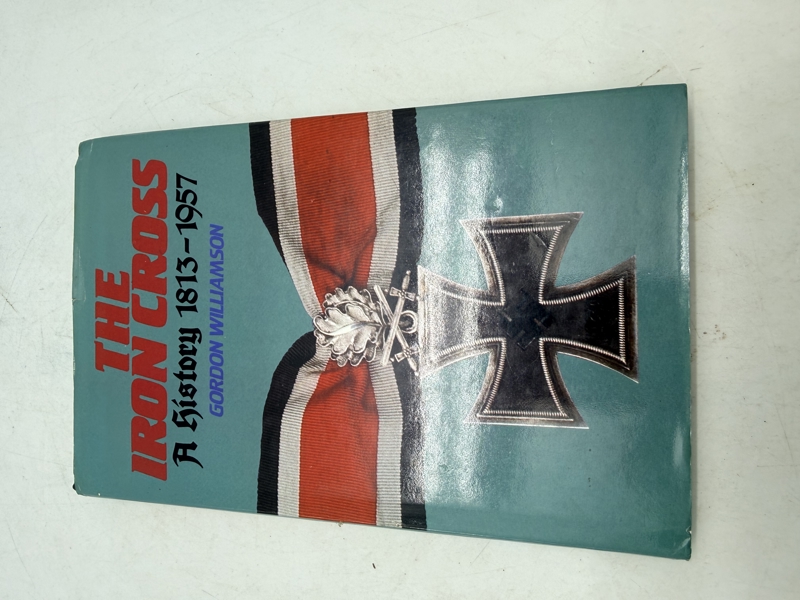 THE
IRON CROSS
A History 1813-1957
GORDON WILLIAMSON